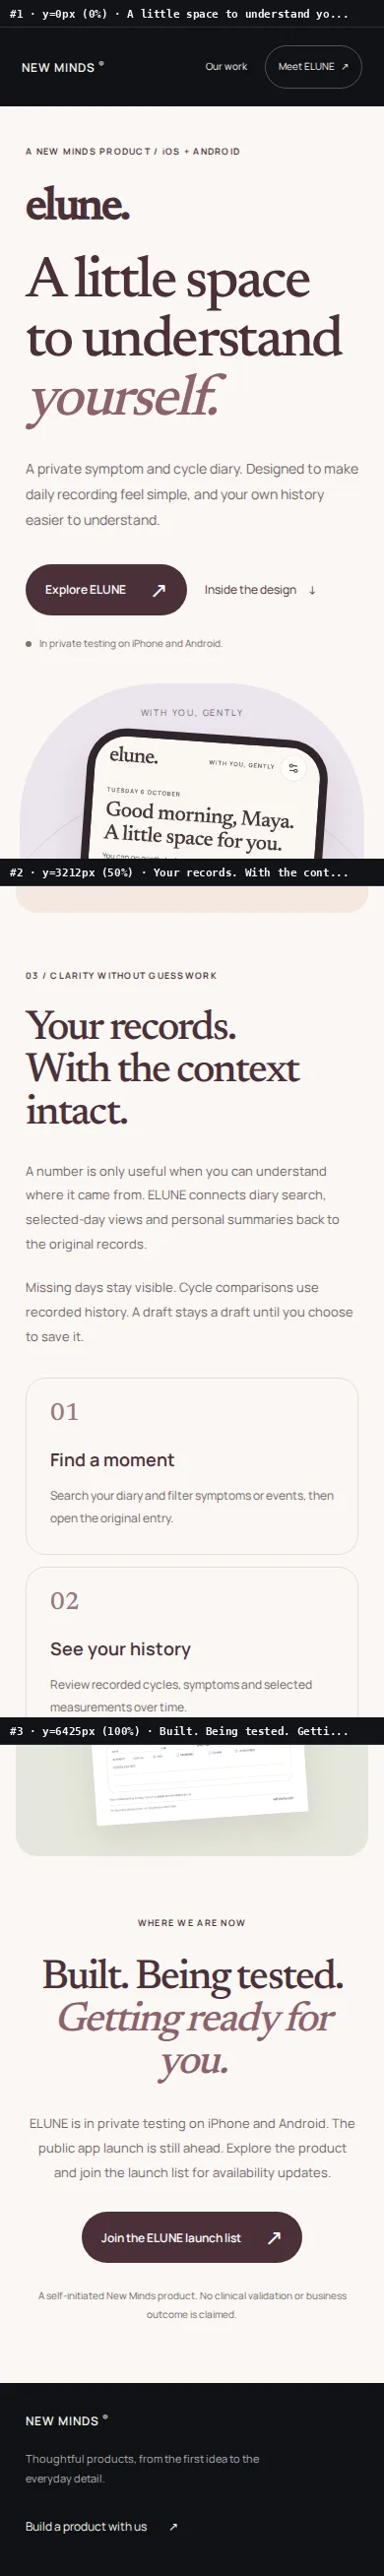 #1 · y=0px (0%) · A little space to understand yo...
NEW MINDS ®
Our work
Meet ELUNE ↗
A NEW MINDS PRODUCT / iOS + ANDROID
elune.
A little space
to understand
yourself.
A private symptom and cycle diary. Designed to make
daily recording feel simple, and your own history
easier to understand.
Explore ELUNE ↗
Inside the design ↓
In private testing on iPhone and Android.
WITH YOU, GENTLY
elune.
WITH YOU, GENTLY
TUESDAY 6 OCTOBER
Good morning, Maya.
A little space for you.
#2 · y=3212px (50%) · Your records. With the cont...
03 / CLARITY WITHOUT GUESSWORK
Your records.
With the context
intact.
A number is only useful when you can understand
where it came from. ELUNE connects diary search,
selected-day views and personal summaries back to
the original records.
Missing days stay visible. Cycle comparisons use
recorded history. A draft stays a draft until you choose
to save it.
01
Find a moment
Search your diary and filter symptoms or events, then
open the original entry.
02
See your history
Review recorded cycles, symptoms and selected
measurements over time.
#3 · y=6425px (100%) · Built. Being tested. Getti...
WHERE WE ARE NOW
Built. Being tested.
Getting ready for
you.
ELUNE is in private testing on iPhone and Android. The
public app launch is still ahead. Explore the product
and join the launch list for availability updates.
Join the ELUNE launch list ↗
A self-initiated New Minds product. No clinical validation or business
outcome is claimed.
NEW MINDS ®
Thoughtful products, from the first idea to the
everyday detail.
Build a product with us ↗